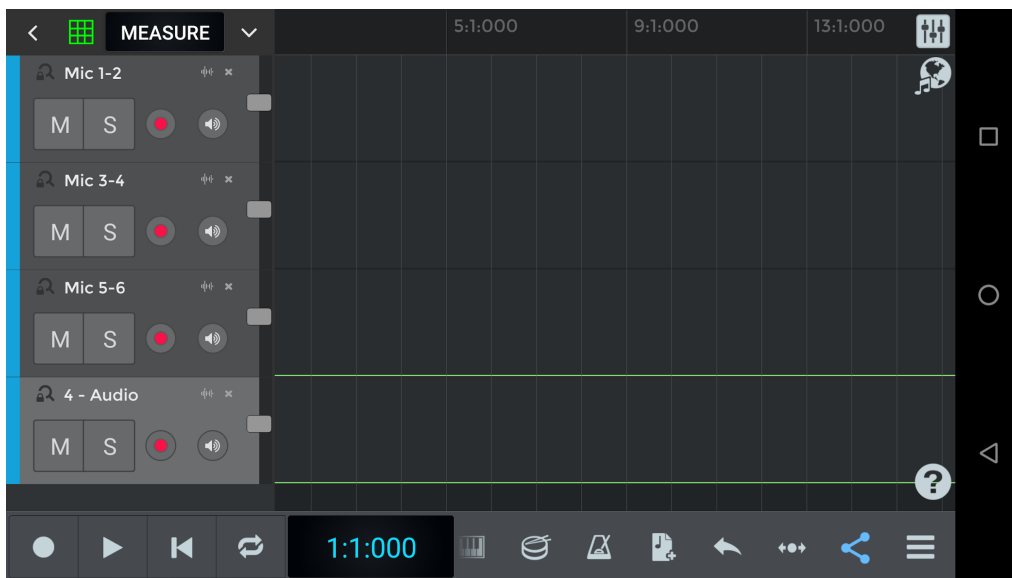 MEASURE
5:1:000 9:1:000 13:1:000
Mic 1-2
M S
Mic 3-4
M S
Mic 5-6
M S
4 - Audio
M S
?
1:1:000